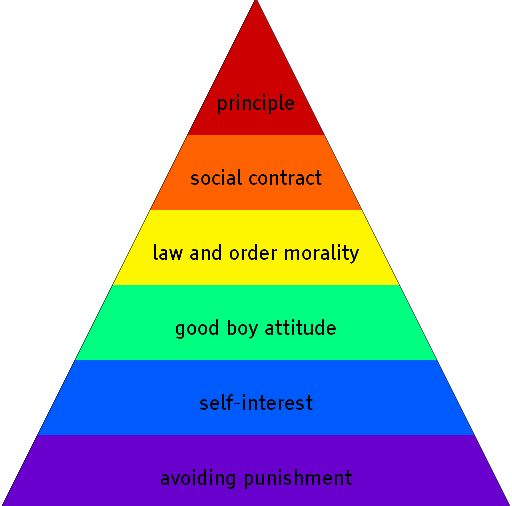 principle
social contract
law and order morality
good boy attitude
self-interest
avoiding punishment